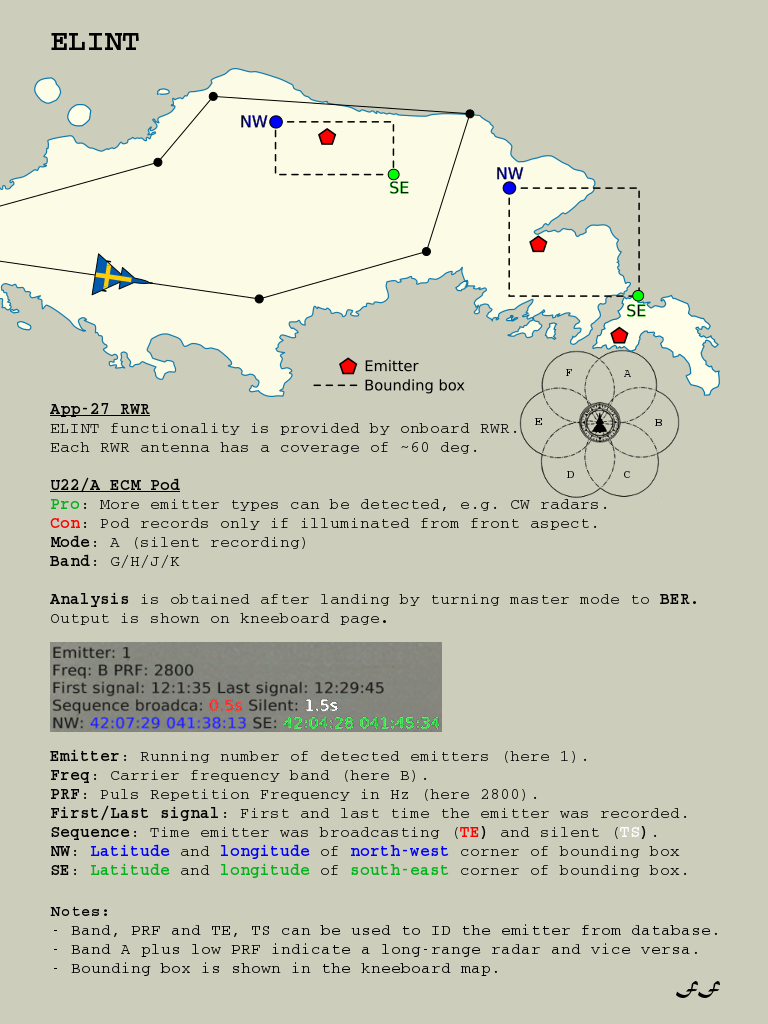 ELINT
NW
SE
NW
SE
Emitter
Bounding box
F
A
E
B
D
C
App-27 RWR
ELINT functionality is provided by onboard RWR.
Each RWR antenna has a coverage of ~60 deg.
U22/A ECM Pod
Pro: More emitter types can be detected, e.g. CW radars.
Con: Pod records only if illuminated from front aspect.
Mode: A (silent recording)
Band: G/H/J/K
Analysis is obtained after landing by turning master mode to BER.
Output is shown on kneeboard page.
Emitter: 1
Freq: B PRF: 2800
First signal: 12:1:35 Last signal: 12:29:45
Sequence broadca: 0.5s Silent: 1.5s
NW: 42:07:29 041:38:13 SE: 42:04:28 041:45:34
Emitter: Running number of detected emitters (here 1).
Freq: Carrier frequency band (here B).
PRF: Puls Repetition Frequency in Hz (here 2800).
First/Last signal: First and last time the emitter was recorded.
Sequence: Time emitter was broadcasting (TE) and silent (TS).
NW: Latitude and longitude of north-west corner of bounding box
SE: Latitude and longitude of south-east corner of bounding box.
Notes:
- Band, PRF and TE, TS can be used to ID the emitter from database.
- Band A plus low PRF indicate a long-range radar and vice versa.
- Bounding box is shown in the kneeboard map.
FF